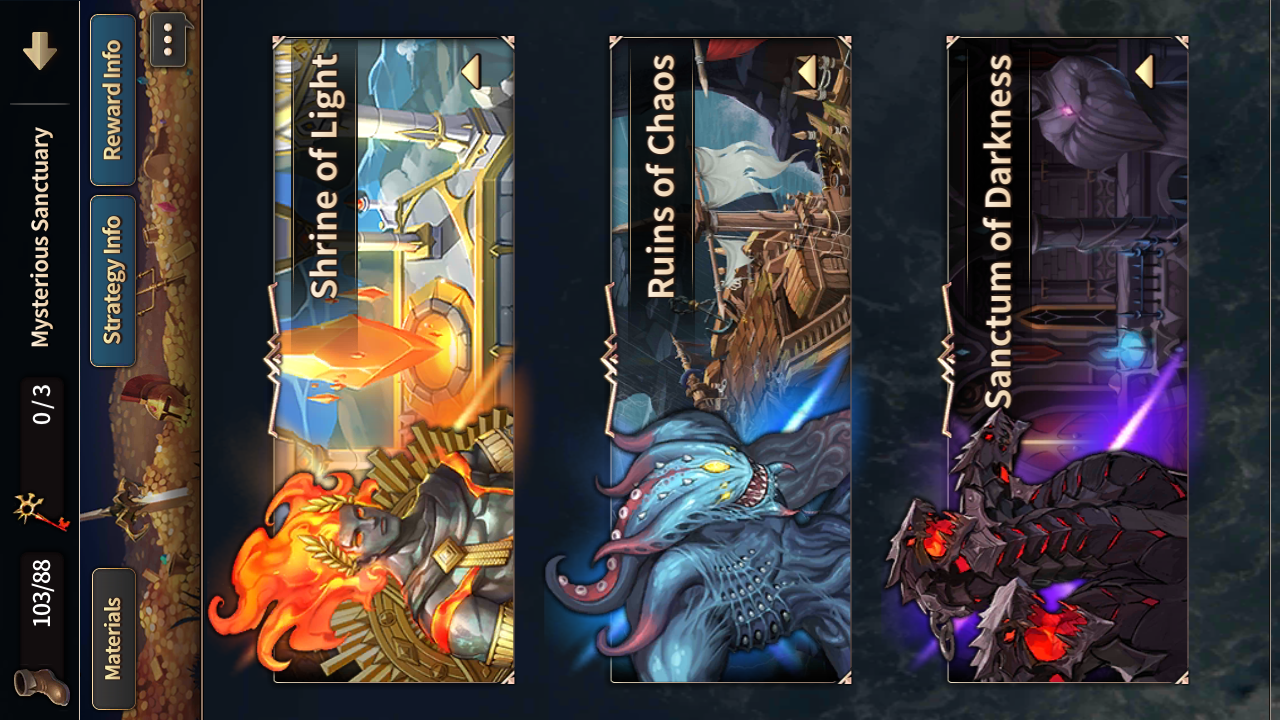 Mysterious Sanctuary
0/3
103/88
Reward Info
Strategy Info
Materials
Shrine of Light
Ruins of Chaos
Sanctum of Darkness